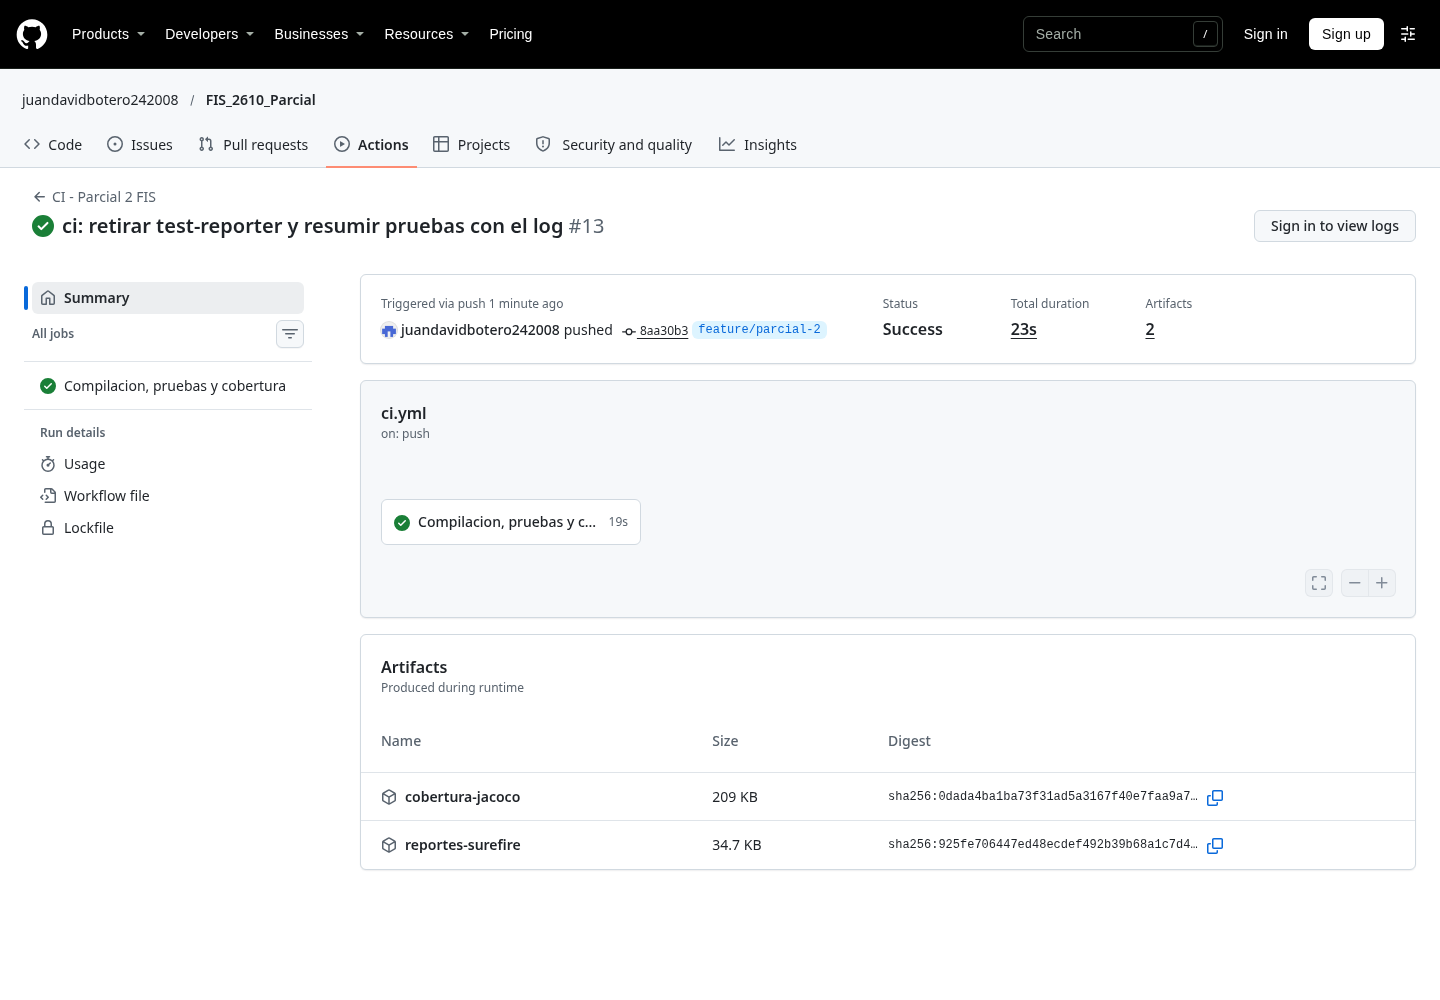 Products Developers Businesses Resources Pricing Search / Sign in Sign up
juandavidbotero242008 / FIS_2610_Parcial
Code Issues Pull requests Actions Projects Security and quality Insights
CI - Parcial 2 FIS
ci: retirar test-reporter y resumir pruebas con el log #13
Sign in to view logs
Summary
All jobs
Compilacion, pruebas y cobertura
Run details
Usage
Workflow file
Lockfile
Triggered via push 1 minute ago
juandavidbotero242008 pushed 8aa30b3 feature/parcial-2
Status
Success
Total duration
23s
Artifacts
2
ci.yml
on: push
Compilacion, pruebas y c... 19s
Artifacts
Produced during runtime
Name Size Digest
cobertura-jacoco 209 KB sha256:0dada4ba1ba73f31ad5a3167f40e7faa9a7…
reportes-surefire 34.7 KB sha256:925fe706447ed48ecdef492b39b68a1c7d4…